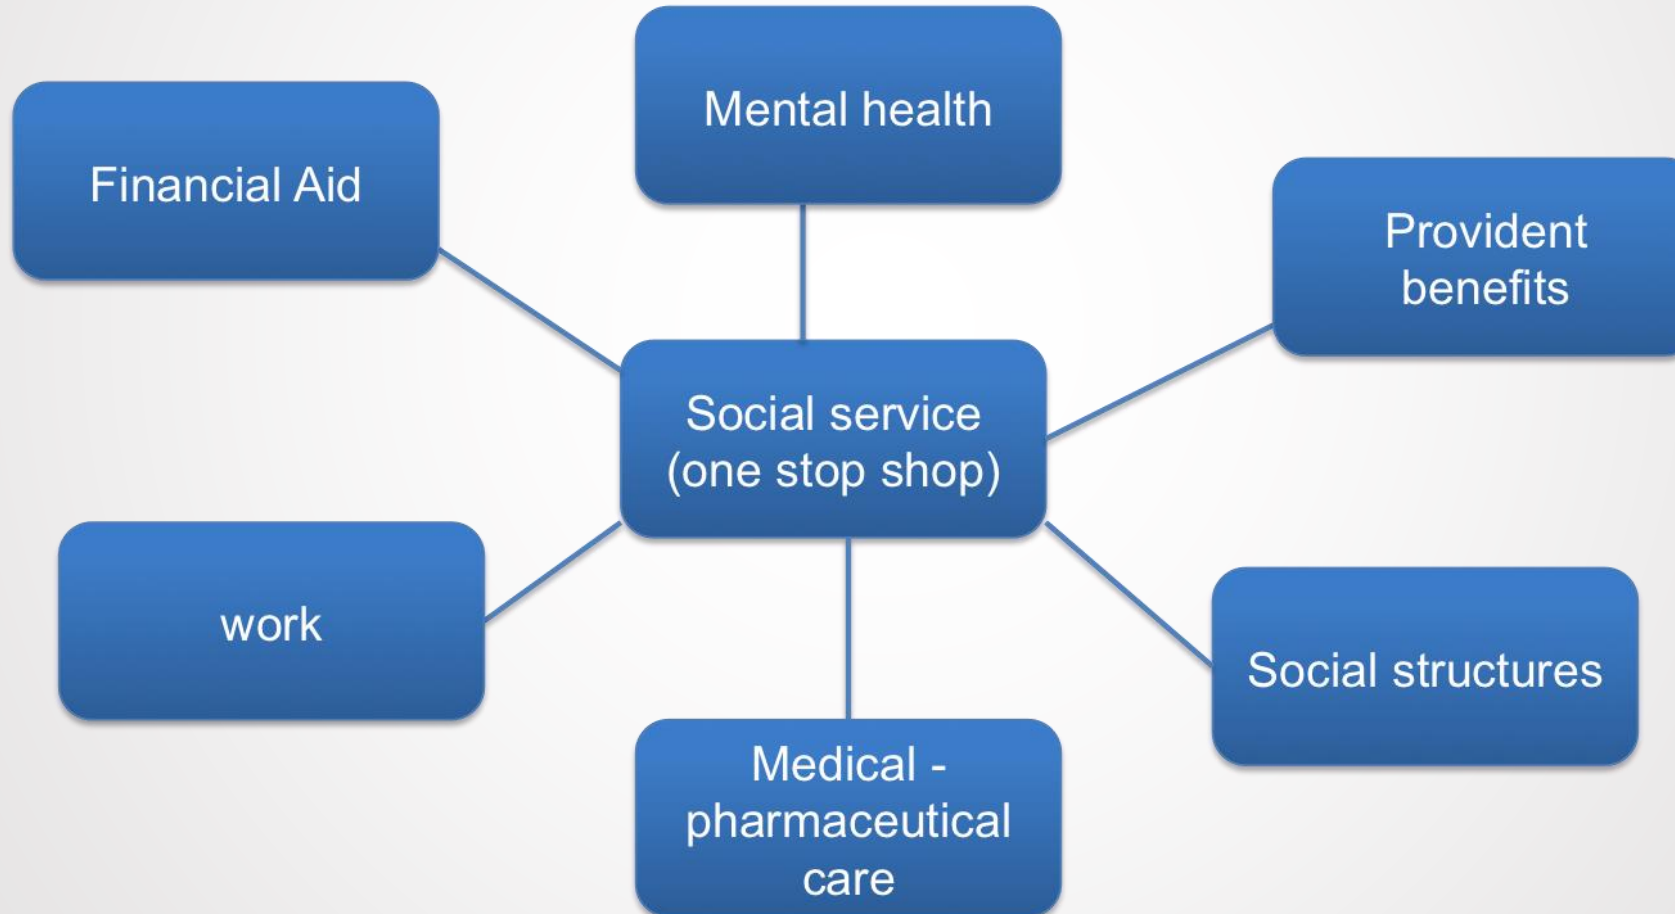 Mental health
Financial Aid
Provident
benefits
Social service
(one stop shop)
work
Social structures
Medical -
pharmaceutical
care